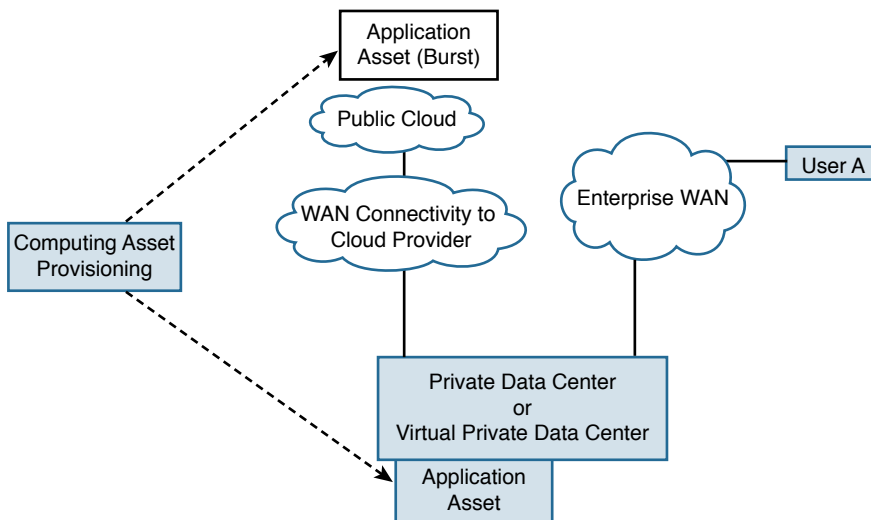 Application
Asset (Burst)
Public Cloud
WAN Connectivity to
Cloud Provider
Enterprise WAN
User A
Computing Asset
Provisioning
Private Data Center
or
Virtual Private Data Center
Application
Asset